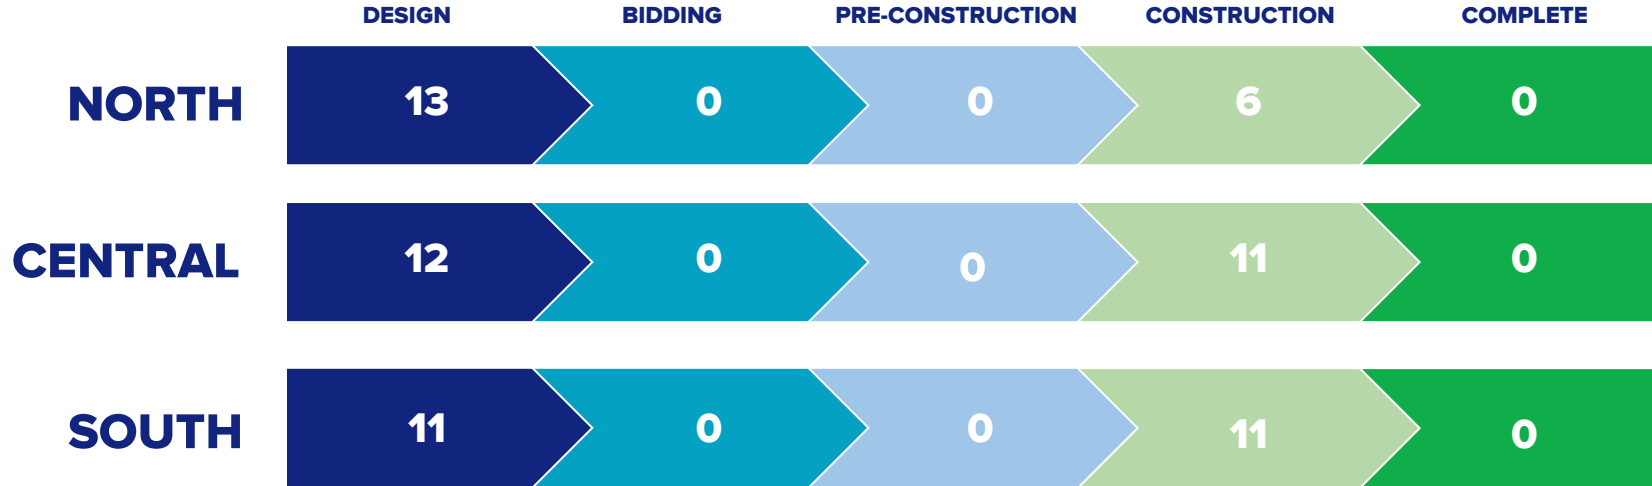 DESIGN BIDDING PRE-CONSTRUCTION CONSTRUCTION COMPLETE
NORTH 13 0 0 6 0
CENTRAL 12 0 0 11 0
SOUTH 11 0 0 11 0